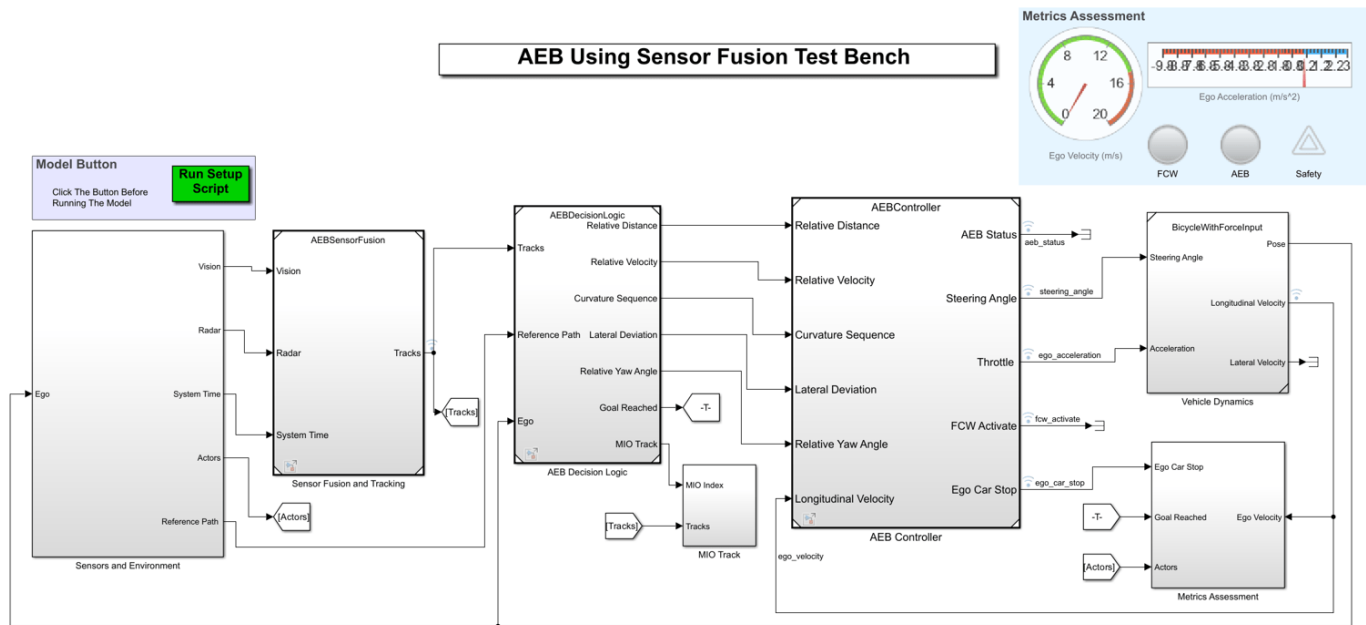 Metrics Assessment
AEB Using Sensor Fusion Test Bench
0
4
8
12
16
20
Ego Velocity (m/s)
Ego Acceleration (m/s^2)
FCW
AEB
Safety
Model Button
Click The Button Before
Running The Model
Run Setup
Script
Ego
Vision
Radar
System Time
Actors
Reference Path
Sensors and Environment
[Actors]
AEBSensorFusion
Vision
Radar
System Time
Tracks
Sensor Fusion and Tracking
[Tracks]
AEBDecisionLogic
Tracks
Reference Path
Ego
Relative Distance
Relative Velocity
Curvature Sequence
Lateral Deviation
Relative Yaw Angle
Goal Reached
MIO Track
AEB Decision Logic
-T-
[Tracks]
MIO Index
Tracks
MIO Track
AEBController
Relative Distance
Relative Velocity
Curvature Sequence
Lateral Deviation
Relative Yaw Angle
Longitudinal Velocity
AEB Status
Steering Angle
Throttle
FCW Activate
Ego Car Stop
AEB Controller
ego_velocity
aeb_status
steering_angle
ego_acceleration
fcw_activate
ego_car_stop
BicycleWithForceInput
Steering Angle
Acceleration
Pose
Longitudinal Velocity
Lateral Velocity
Vehicle Dynamics
-T-
[Actors]
Ego Car Stop
Goal Reached
Actors
Ego Velocity
Metrics Assessment